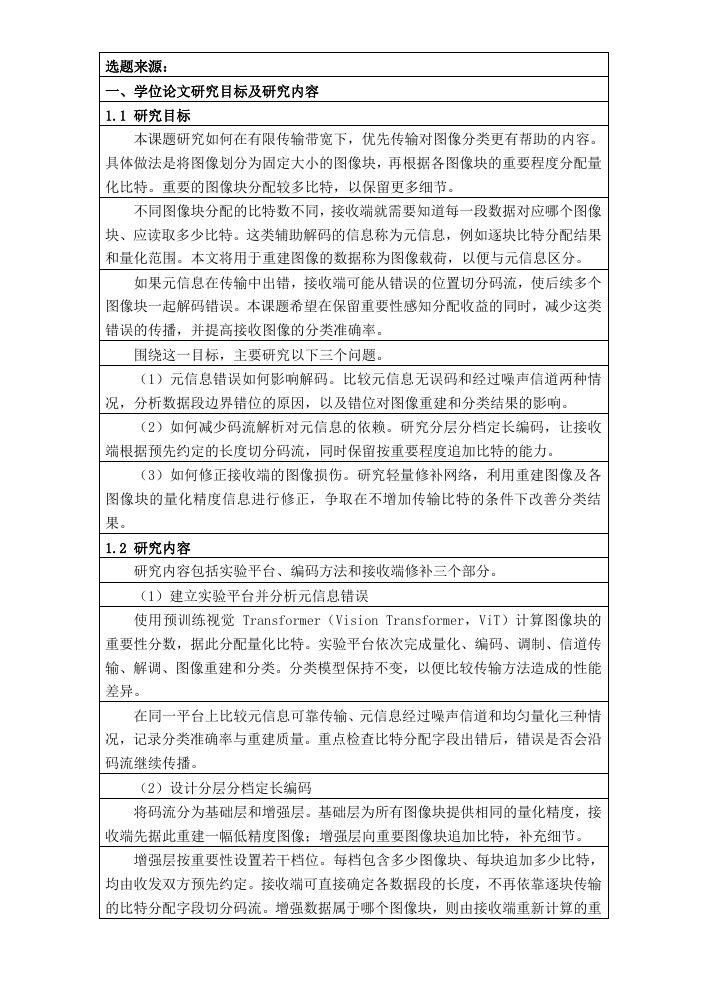 选题来源：
一、学位论文研究目标及研究内容
1.1 研究目标
本课题研究如何在有限传输带宽下，优先传输对图像分类更有帮助的内容。
具体做法是将图像划分为固定大小的图像块，再根据各图像块的重要程度分配量
化比特。重要的图像块分配较多比特，以保留更多细节。
不同图像块分配的比特数不同，接收端就需要知道每一段数据对应哪个图像
块、应读取多少比特。这类辅助解码的信息称为元信息，例如逐块比特分配结果
和量化范围。本文将用于重建图像的数据称为图像载荷，以便与元信息区分。
如果元信息在传输中出错，接收端可能从错误的位置切分码流，使后续多个
图像块一起解码错误。本课题希望在保留重要性感知分配收益的同时，减少这类
错误的传播，并提高接收图像的分类准确率。
围绕这一目标，主要研究以下三个问题。
（1）元信息错误如何影响解码。比较元信息无误码和经过噪声信道两种情
况，分析数据段边界错位的原因，以及错位对图像重建和分类结果的影响。
（2）如何减少码流解析对元信息的依赖。研究分层分档定长编码，让接收
端根据预先约定的长度切分码流，同时保留按重要程度追加比特的能力。
（3）如何修正接收端的图像损伤。研究轻量修补网络，利用重建图像及各
图像块的量化精度信息进行修正，争取在不增加传输比特的条件下改善分类结
果。
1.2 研究内容
研究内容包括实验平台、编码方法和接收端修补三个部分。
（1）建立实验平台并分析元信息错误
使用预训练视觉 Transformer（Vision Transformer，ViT）计算图像块的
重要性分数，据此分配量化比特。实验平台依次完成量化、编码、调制、信道传
输、解调、图像重建和分类。分类模型保持不变，以便比较传输方法造成的性能
差异。
在同一平台上比较元信息可靠传输、元信息经过噪声信道和均匀量化三种情
况，记录分类准确率与重建质量。重点检查比特分配字段出错后，错误是否会沿
码流继续传播。
（2）设计分层分档定长编码
将码流分为基础层和增强层。基础层为所有图像块提供相同的量化精度，接
收端先据此重建一幅低精度图像；增强层向重要图像块追加比特，补充细节。
增强层按重要性设置若干档位。每档包含多少图像块、每块追加多少比特，
均由收发双方预先约定。接收端可直接确定各数据段的长度，不再依靠逐块传输
的比特分配字段切分码流。增强数据属于哪个图像块，则由接收端重新计算的重